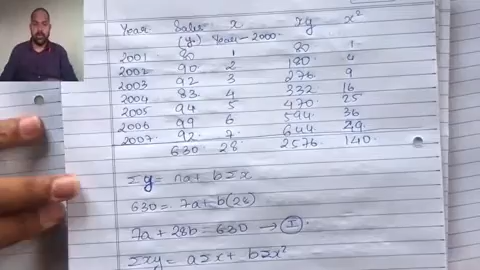 Year Sales x xy x²
(y) Year - 2000
2001 80 1 80 1
2002 90 2 180 4
2003 92 3 276 9
2004 83 4 332 16
2005 94 5 470 25
2006 99 6 594 36
2007 92 7 644 49
630 28 2576 140
Σy = na + bΣx
630 = 7a + b(28)
7a + 28b = 630 → I
Σxy = aΣx + bΣx²